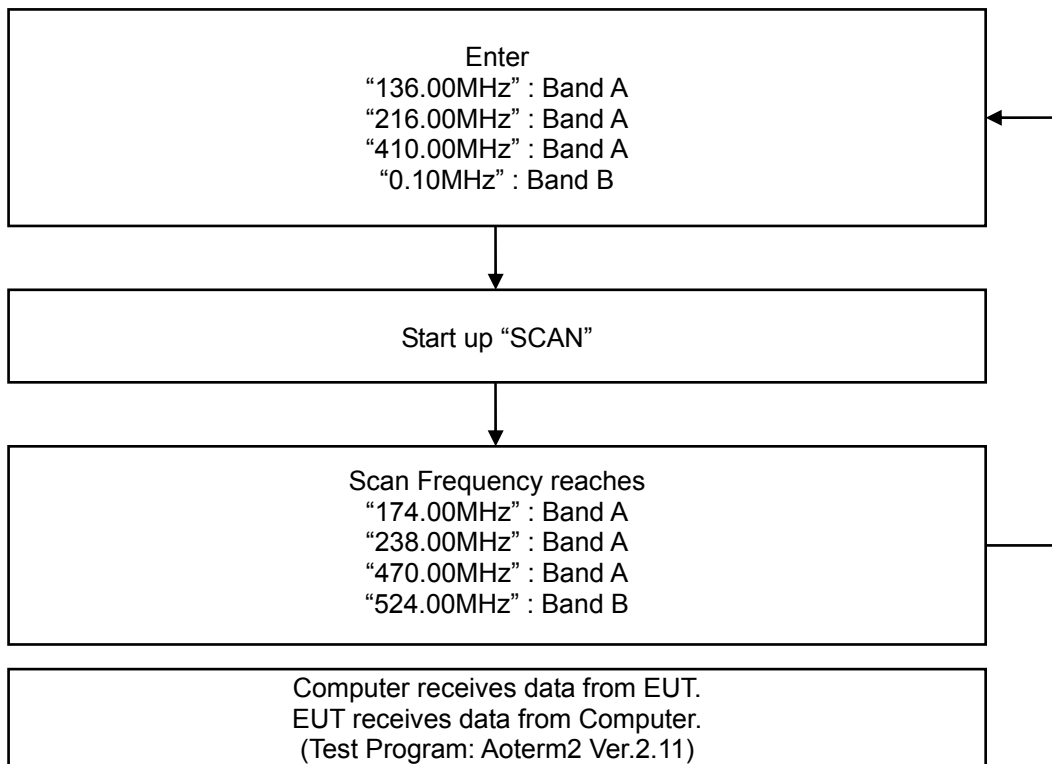 Enter
“136.00MHz” : Band A
“216.00MHz” : Band A
“410.00MHz” : Band A
“0.10MHz” : Band B
Start up “SCAN”
Scan Frequency reaches
“174.00MHz” : Band A
“238.00MHz” : Band A
“470.00MHz” : Band A
“524.00MHz” : Band B
Computer receives data from EUT.
EUT receives data from Computer.
(Test Program: Aoterm2 Ver.2.11)